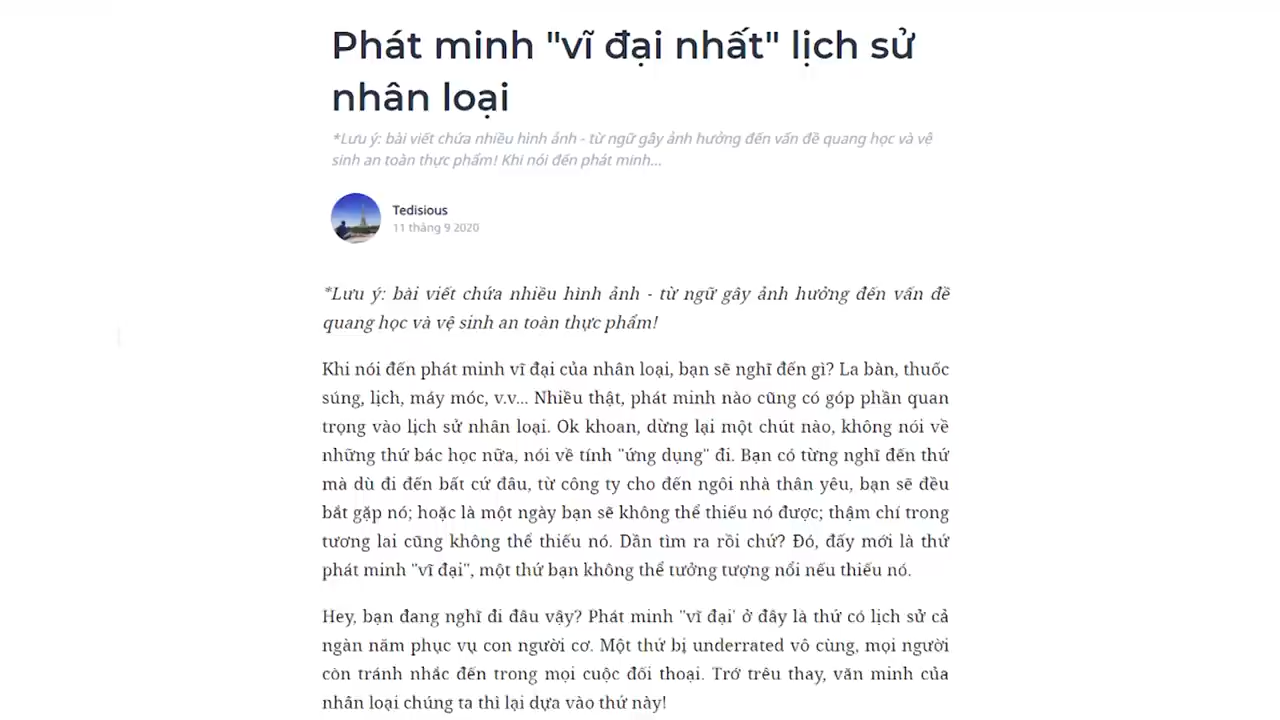 Phát minh "vĩ đại nhất" lịch sử
nhân loại
*Lưu ý: bài viết chứa nhiều hình ảnh - từ ngữ gây ảnh hưởng đến vấn đề quang học và vệ
sinh an toàn thực phẩm! Khi nói đến phát minh...
Tedisious
11 tháng 9 2020
*Lưu ý: bài viết chứa nhiều hình ảnh - từ ngữ gây ảnh hưởng đến vấn đề
quang học và vệ sinh an toàn thực phẩm!
Khi nói đến phát minh vĩ đại của nhân loại, bạn sẽ nghĩ đến gì? La bàn, thuốc
súng, lịch, máy móc, v.v... Nhiều thật, phát minh nào cũng có góp phần quan
trọng vào lịch sử nhân loại. Ok khoan, dừng lại một chút nào, không nói về
những thứ bác học nữa, nói về tính "ứng dụng" đi. Bạn có từng nghĩ đến thứ
mà dù đi đến bất cứ đâu, từ công ty cho đến ngôi nhà thân yêu, bạn sẽ đều
bắt gặp nó; hoặc là một ngày bạn sẽ không thể thiếu nó được; thậm chí trong
tương lai cũng không thể thiếu nó. Dần tìm ra rồi chứ? Đó, đấy mới là thứ
phát minh "vĩ đại", một thứ bạn không thể tưởng tượng nổi nếu thiếu nó.
Hey, bạn đang nghĩ đi đâu vậy? Phát minh "vĩ đại' ở đây là thứ có lịch sử cả
ngàn năm phục vụ con người cơ. Một thứ bị underrated vô cùng, mọi người
còn tránh nhắc đến trong mọi cuộc đối thoại. Trớ trêu thay, văn minh của
nhân loại chúng ta thì lại dựa vào thứ này!